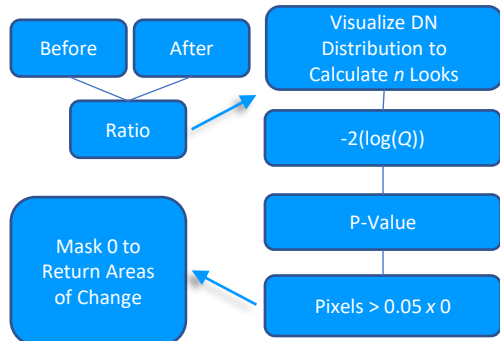 Before
After
Ratio
Visualize DN
Distribution to
Calculate n Looks
-2(log(Q))
P-Value
Pixels > 0.05 x 0
Mask 0 to
Return Areas
of Change